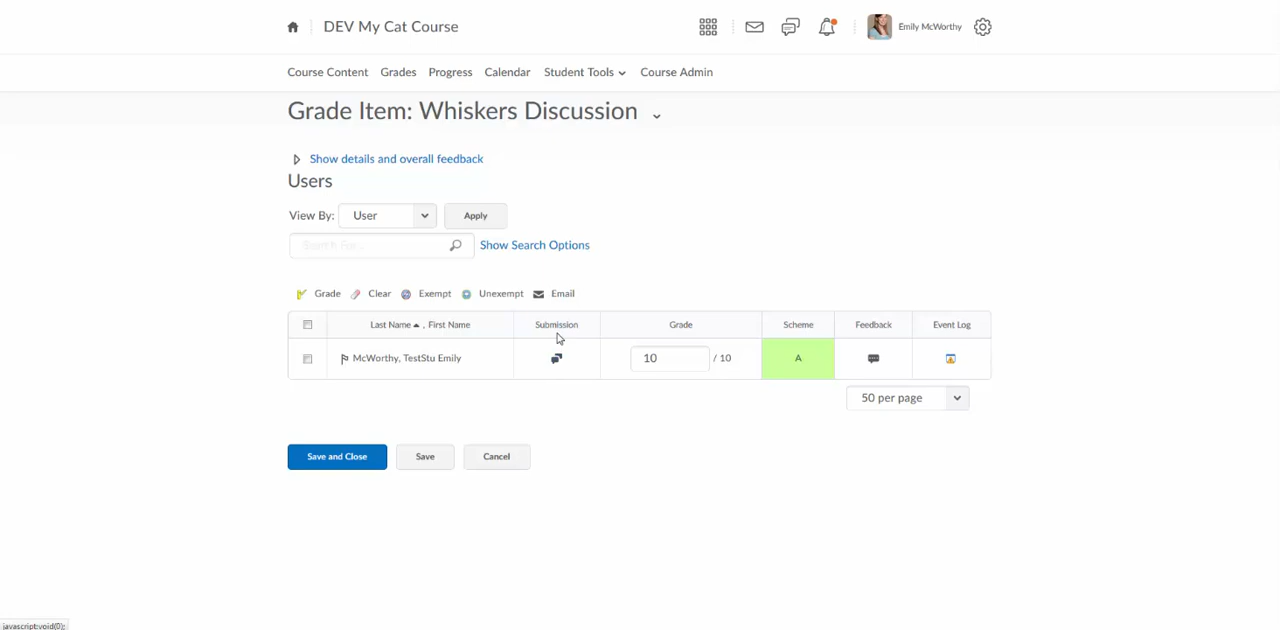 DEV My Cat Course
Emily McWorthy
Course Content Grades Progress Calendar Student Tools Course Admin
Grade Item: Whiskers Discussion
Show details and overall feedback
Users
View By: User Apply
Search For... Show Search Options
Grade Clear Exempt Unexempt Email
Last Name , First Name Submission Grade Scheme Feedback Event Log
McWorthy, TestStu Emily 10 / 10 A
50 per page
Save and Close Save Cancel
javascript:void(0);